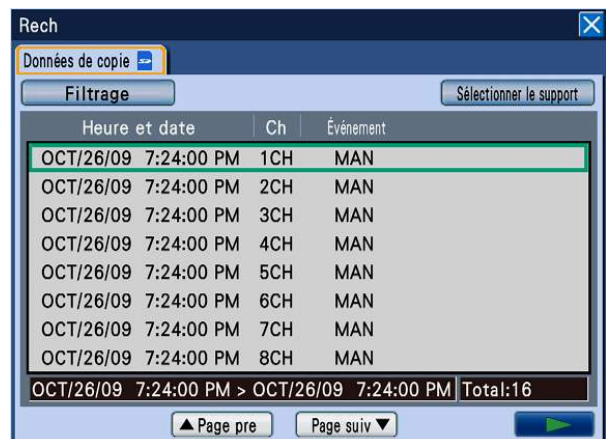 Rech
Données de copie
Filtrage Sélectionner le support
Heure et date Ch Événement
OCT/26/09 7:24:00 PM 1CH MAN
OCT/26/09 7:24:00 PM 2CH MAN
OCT/26/09 7:24:00 PM 3CH MAN
OCT/26/09 7:24:00 PM 4CH MAN
OCT/26/09 7:24:00 PM 5CH MAN
OCT/26/09 7:24:00 PM 6CH MAN
OCT/26/09 7:24:00 PM 7CH MAN
OCT/26/09 7:24:00 PM 8CH MAN
OCT/26/09 7:24:00 PM > OCT/26/09 7:24:00 PM Total:16
▲ Page pre Page suiv ▼